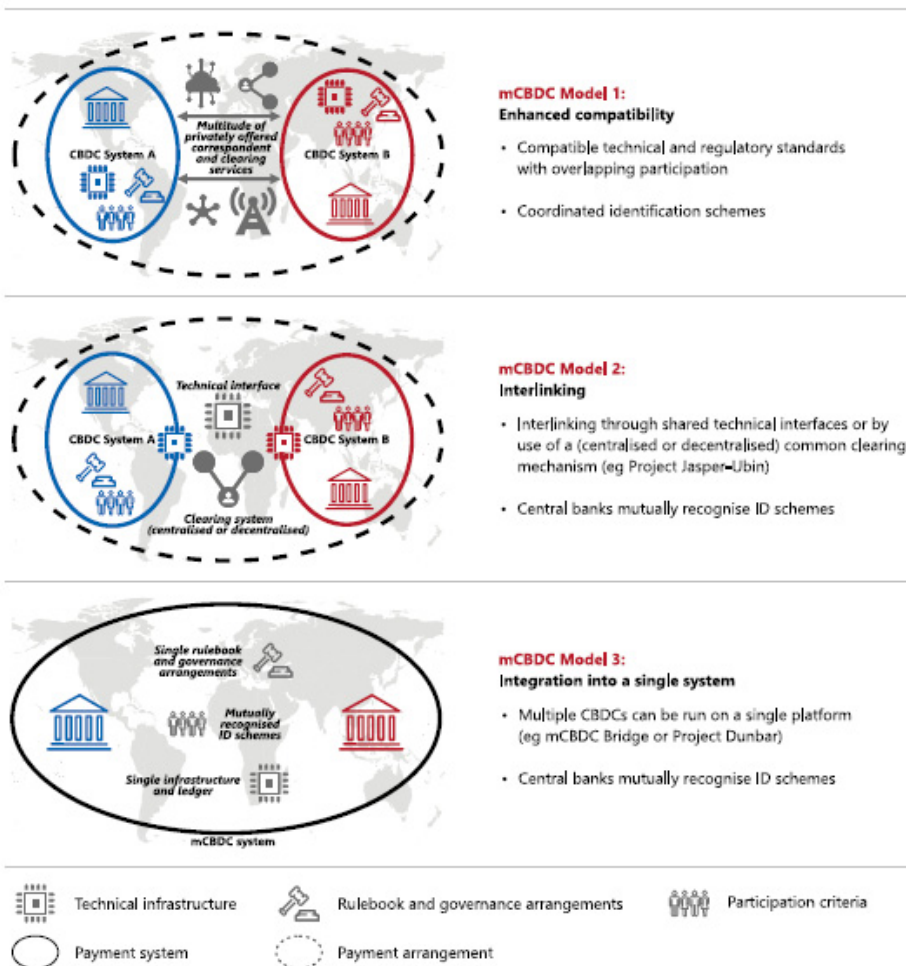 Multitude of
privately offered
correspondent
and clearing
services
CBDC System A
CBDC System B
mCBDC Model 1:
Enhanced compatibility
• Compatible technical and regulatory standards
with overlapping participation
• Coordinated identification schemes
Technical interface
CBDC System A
CBDC System B
Clearing system
(centralised or decentralised)
mCBDC Model 2:
Interlinking
• Interlinking through shared technical interfaces or by
use of a (centralised or decentralised) common clearing
mechanism (eg Project Jasper–Ubin)
• Central banks mutually recognise ID schemes
Single rulebook
and governance
arrangements
Mutually
recognised
ID schemes
Single infrastructure
and ledger
mCBDC system
mCBDC Model 3:
Integration into a single system
• Multiple CBDCs can be run on a single platform
(eg mCBDC Bridge or Project Dunbar)
• Central banks mutually recognise ID schemes
Technical infrastructure
Rulebook and governance arrangements
Participation criteria
Payment system
Payment arrangement